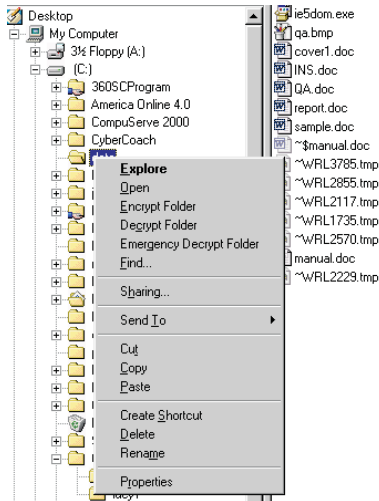 Desktop
My Computer
3½ Floppy (A:)
(C:)
360SCProgram
America Online 4.0
CompuServe 2000
CyberCoach
Explore
Open
Encrypt Folder
Decrypt Folder
Emergency Decrypt Folder
Find...
Sharing...
Send To
Cut
Copy
Paste
Create Shortcut
Delete
Rename
Properties
ie5dom.exe
qa.bmp
cover1.doc
INS.doc
QA.doc
report.doc
sample.doc
~$manual.doc
~WRL3785.tmp
~WRL2855.tmp
~WRL2117.tmp
~WRL1735.tmp
~WRL2570.tmp
manual.doc
~WRL2229.tmp